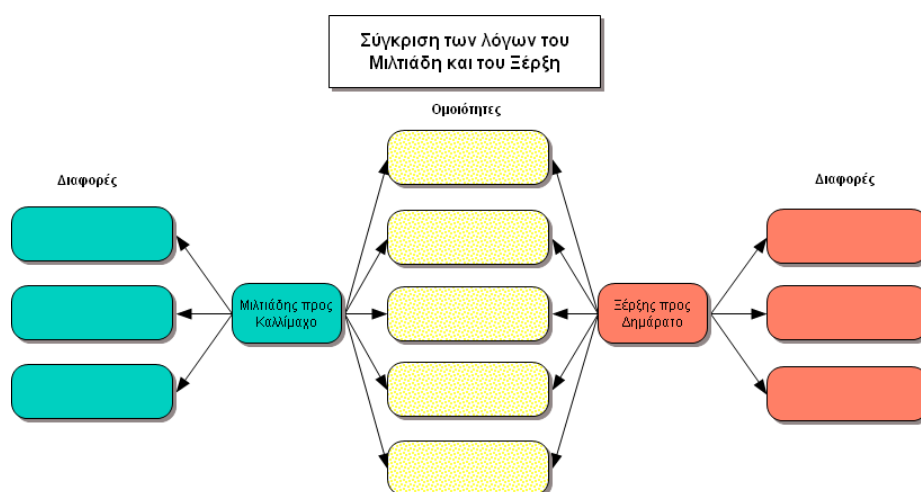 Σύγκριση των λόγων του
Μιλτιάδη και του Ξέρξη
Ομοιότητες
Διαφορές
Διαφορές
Μιλτιάδης προς
Καλλίμαχο
Ξέρξης προς
Δημάρατο